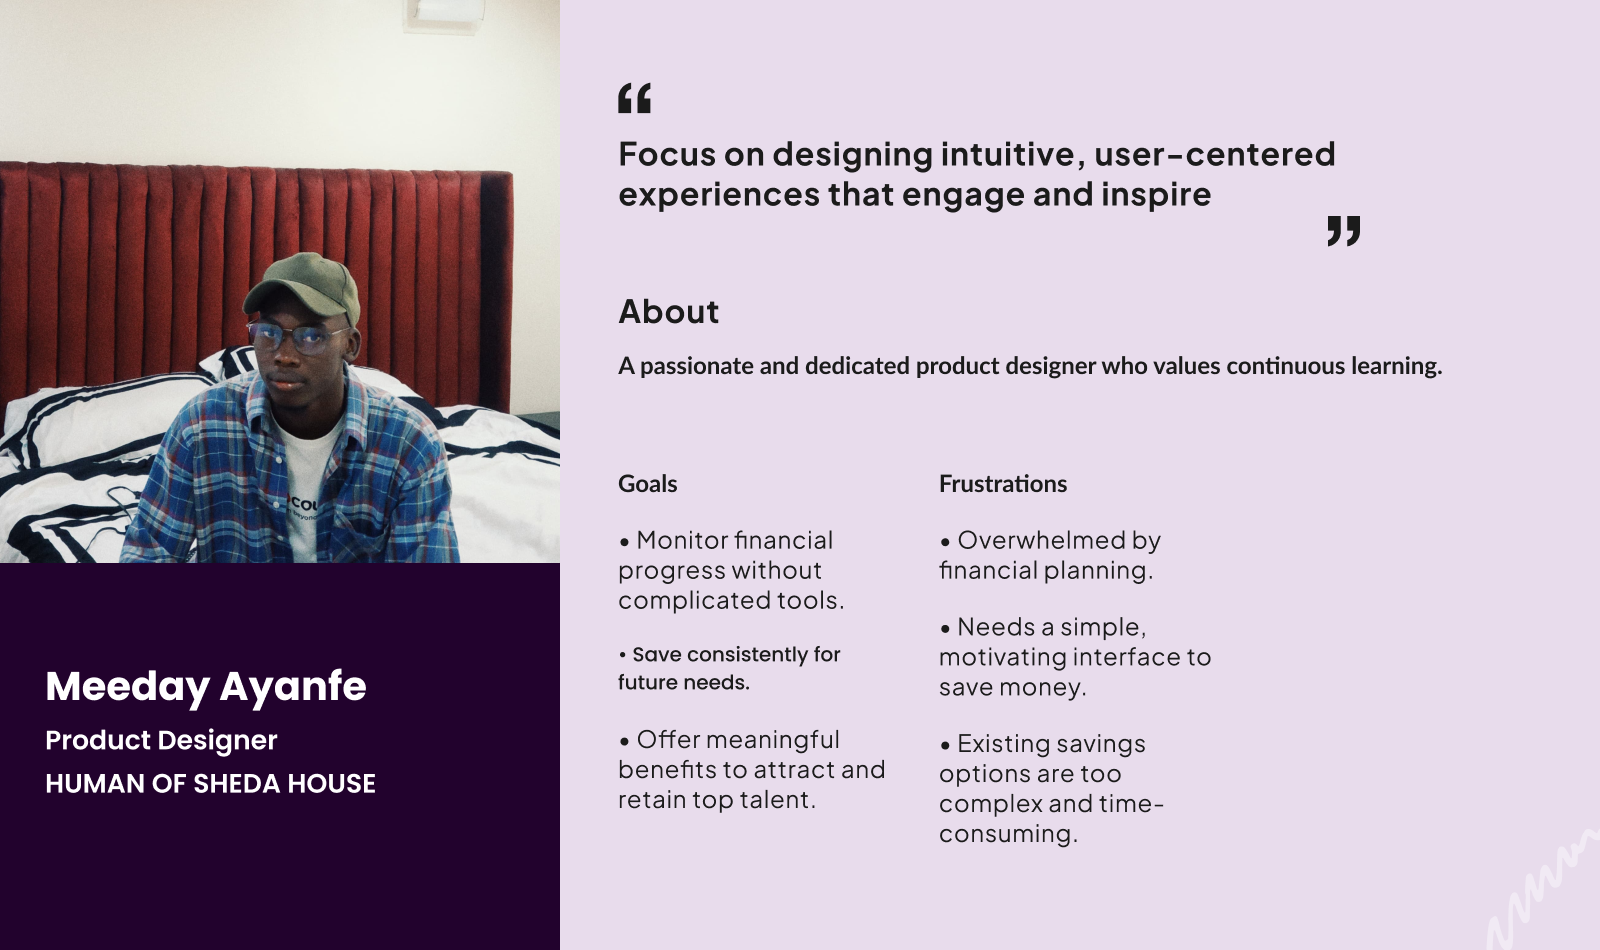 “
Focus on designing intuitive, user-centered
experiences that engage and inspire
”
About
A passionate and dedicated product designer who values continuous learning.
Goals
• Monitor financial
progress without
complicated tools.
• Save consistently for
future needs.
• Offer meaningful
benefits to attract and
retain top talent.
Frustrations
• Overwhelmed by
financial planning.
• Needs a simple,
motivating interface to
save money.
• Existing savings
options are too
complex and time-
consuming.
Meeday Ayanfe
Product Designer
HUMAN OF SHEDA HOUSE